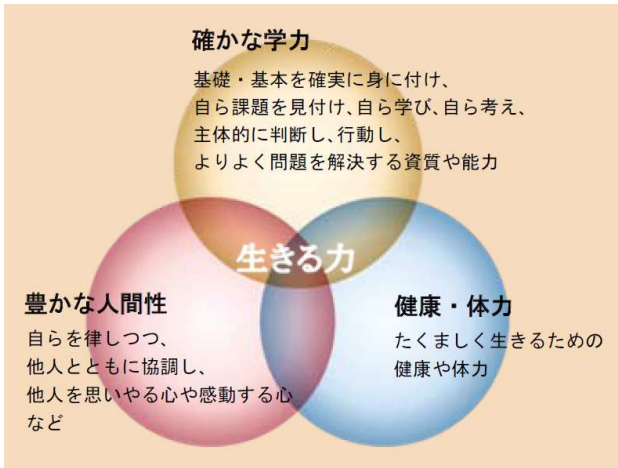 確かな学力
基礎・基本を確実に身に付け、
自ら課題を見付け、自ら学び、自ら考え、
主体的に判断し、行動し、
よりよく問題を解決する資質や能力
生きる力
豊かな人間性
自らを律しつつ、
他人とともに協調し、
他人を思いやる心や感動する心
など
健康・体力
たくましく生きるための
健康や体力